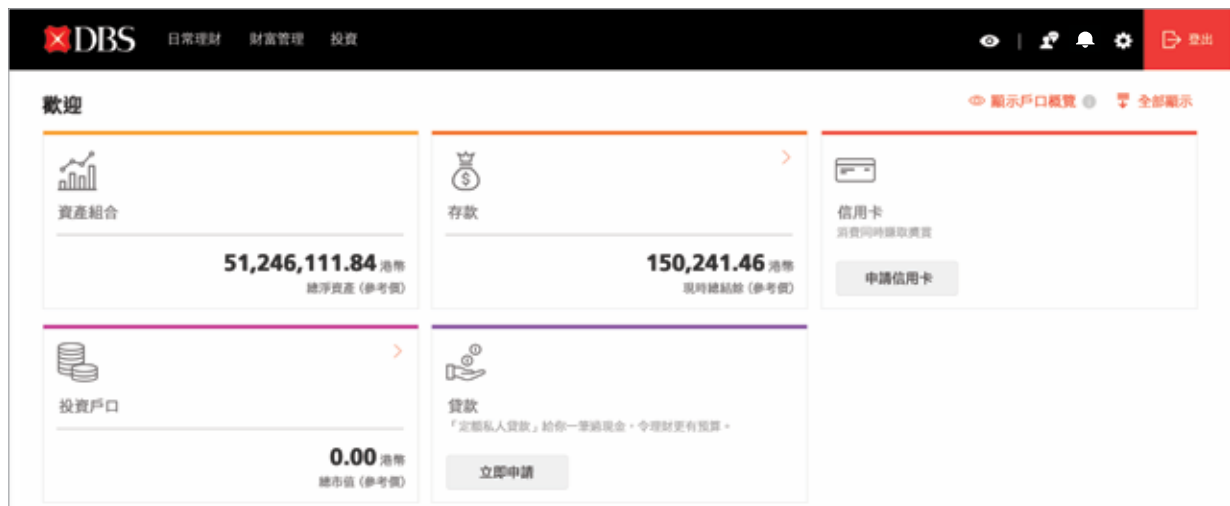 DBS 日常理財 財富管理 投資 登出
歡迎
顯示戶口概覽 全部顯示
資產組合
51,246,111.84 港幣
總淨資產 (參考價)
存款
150,241.46 港幣
現時總結餘 (參考價)
信用卡
消費同時賺取獎賞
申請信用卡
投資戶口
0.00 港幣
總市值 (參考價)
貸款
「定額私人貸款」給你一筆過現金，令理財更有預算。
立即申請